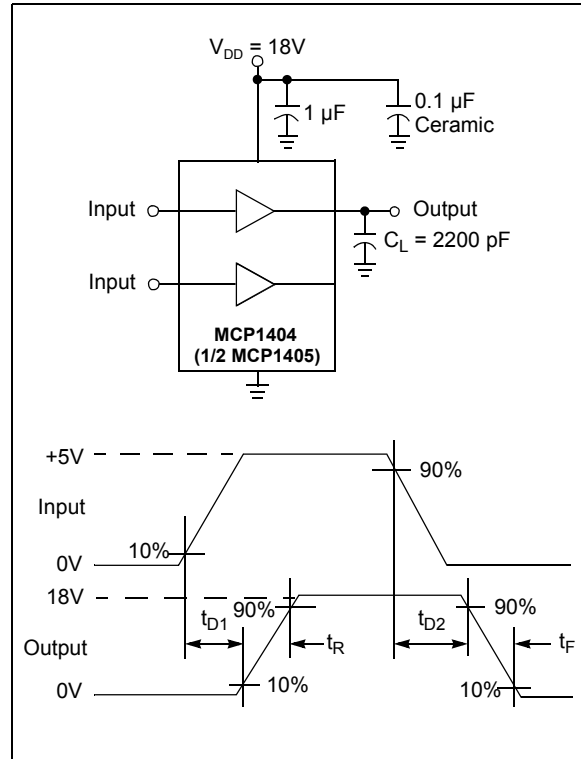 V_DD = 18V
1 µF
0.1 µF
Ceramic
Input
Output
C_L = 2200 pF
Input
MCP1404
(1/2 MCP1405)
+5V
90%
Input
10%
0V
18V
90%
t_D1
t_R
t_D2
90%
t_F
Output
0V
10%
10%